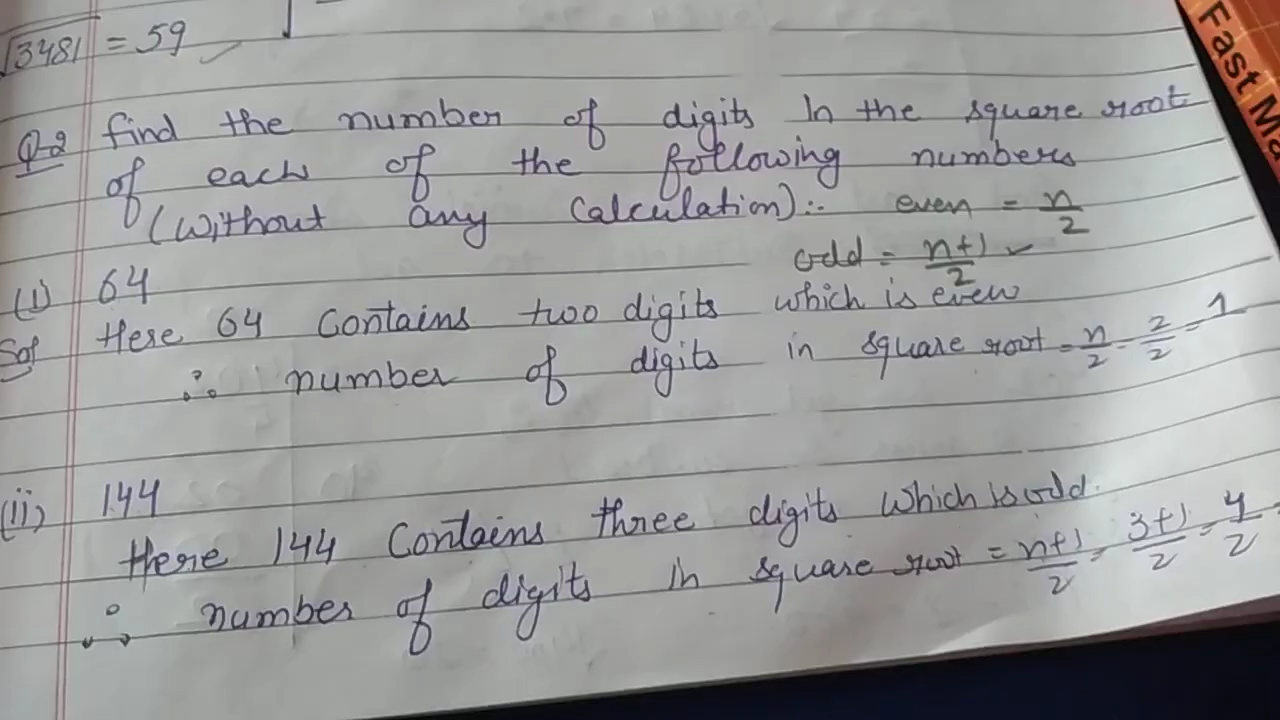 √3481 = 59
Q-2 find the number of digits in the square root
of each of the following numbers
(Without any Calculation):- even = n/2
odd = n+1/2
(i) 64
Sol Here 64 Contains two digits which is even
∴ number of digits in square root = n/2 = 2/2 = 1
(ii) 144
Here 144 Contains three digits which is odd.
∴ number of digits in square root = n+1/2 = 3+1/2 = 4/2
Fast Ma